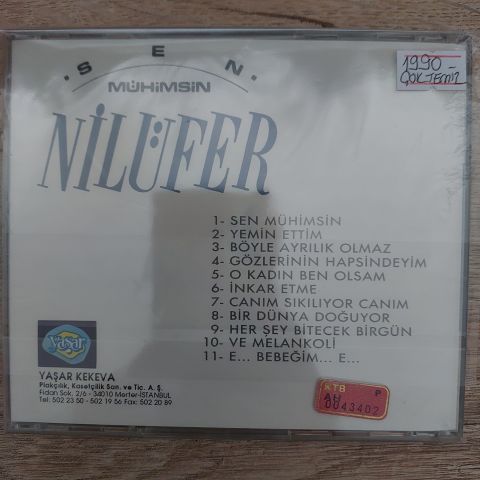 .SEN.
MÜHİMSİN
NİLÜFER
1990-
ÇOK TEMİZ
1- SEN MÜHİMSİN
2- YEMİN ETTİM
3- BÖYLE AYRILIK OLMAZ
4- GÖZLERİNİN HAPSİNDEYİM
5- O KADIN BEN OLSAM
6- İNKAR ETME
7- CANIM SIKILIYOR CANIM
8- BİR DÜNYA DOĞUYOR
9- HER ŞEY BİTECEK BİRGÜN
10- VE MELANKOLİ
11- E... BEBEĞİM... E...
yaşar
YAŞAR KEKEVA
Plakçılık, Kasetçilik San. ve Tiç. A. Ş.
Fidan Sok. 2/6 - 34010 Merter-İSTANBUL
Tel: 502 23 50 - 502 19 56 Fax: 502 20 89
KTB P
AH
0043402